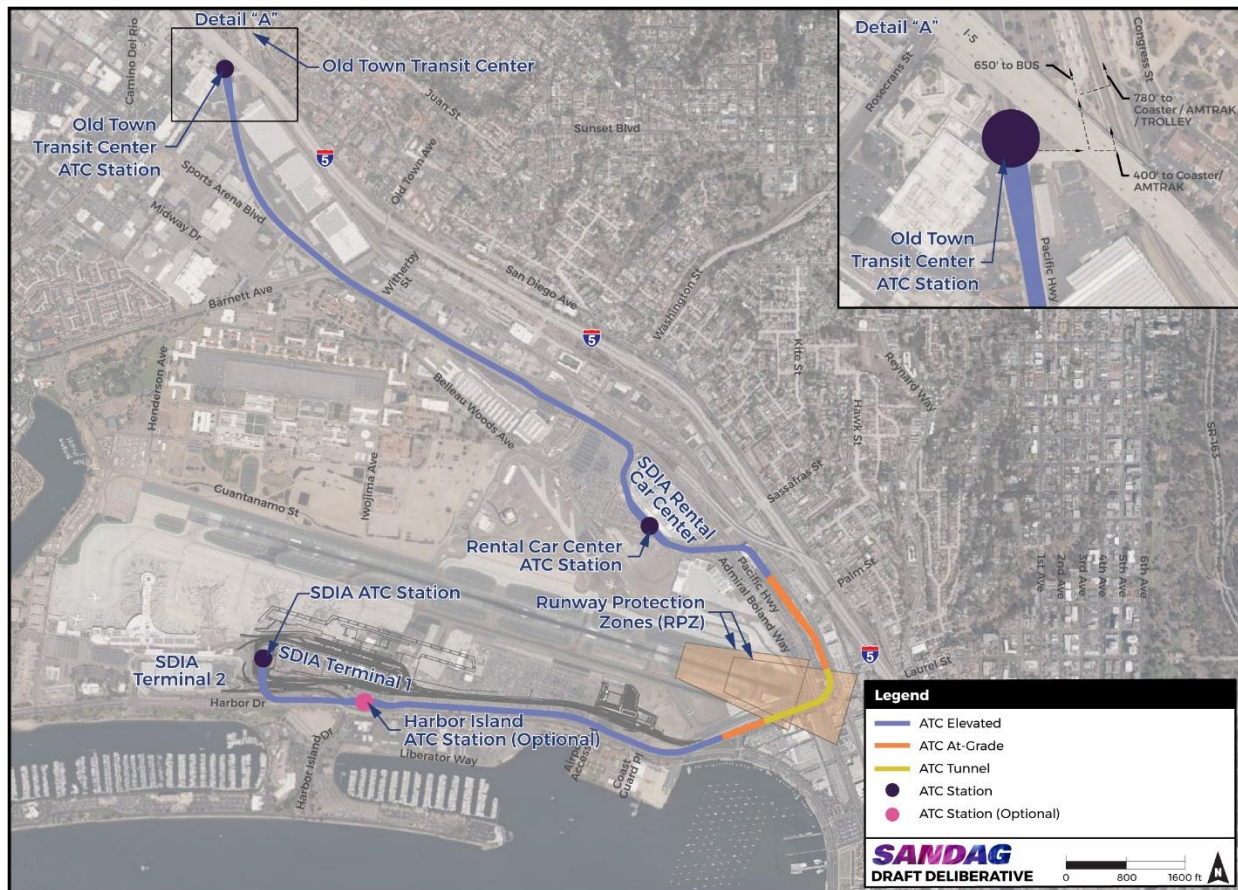 Detail "A"
Old Town Transit Center
Camino Del Rio
Juan St
Sunset Blvd
Old Town
Transit Center
ATC Station
5
Old Town Ave
Sports Arena Blvd
Midway Dr
Witherby St
San Diego Ave
Washington St
Barnett Ave
5
Kite St
Reynard Way
Henderson Ave
Belleau Woods Ave
Hawk St
SR-163
Iwojima Ave
Guantanamo St
Sassafras St
SDIA Rental
Car Center
Rental Car Center
ATC Station
Pacific Hwy
Admiral Boland Way
Palm St
1st Ave
2nd Ave
3rd Ave
4th Ave
5th Ave
6th Ave
SDIA ATC Station
Runway Protection
Zones (RPZ)
SDIA
Terminal 2
SDIA Terminal 1
5
Laurel St
Harbor Dr
Harbor Island
ATC Station (Optional)
Harbor Island Dr
Liberator Way
Coast Guard Pl
Detail "A"
I-5
Congress St
Rosecrans St
650' to BUS
780' to
Coaster / AMTRAK
/ TROLLEY
400' to Coaster/
AMTRAK
Old Town
Transit Center
ATC Station
Pacific Hwy
Legend
ATC Elevated
ATC At-Grade
ATC Tunnel
ATC Station
ATC Station (Optional)
SANDAG
DRAFT DELIBERATIVE
0 800 1600 ft
N